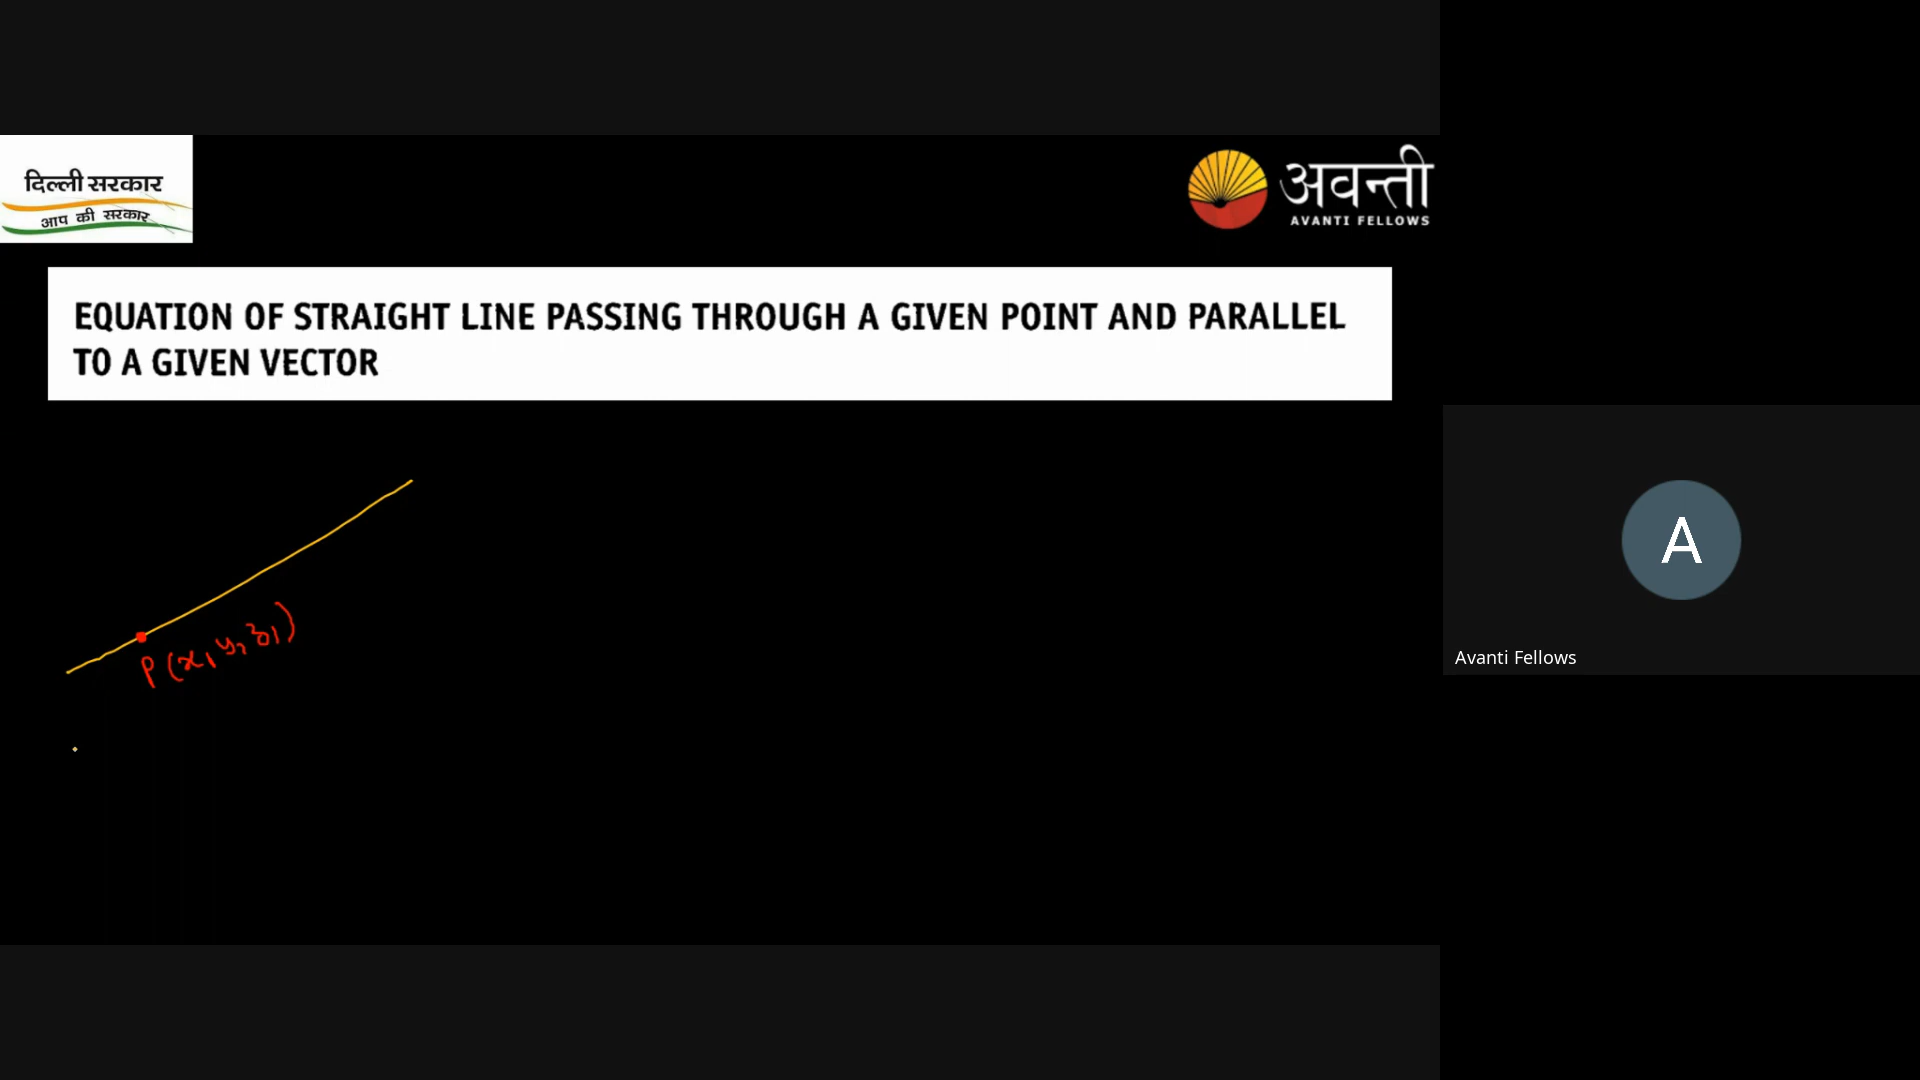 दिल्ली सरकार
आप की सरकार
अवन्ती
AVANTI FELLOWS
EQUATION OF STRAIGHT LINE PASSING THROUGH A GIVEN POINT AND PARALLEL
TO A GIVEN VECTOR
P (x₁ y₁ z₁)
A
Avanti Fellows